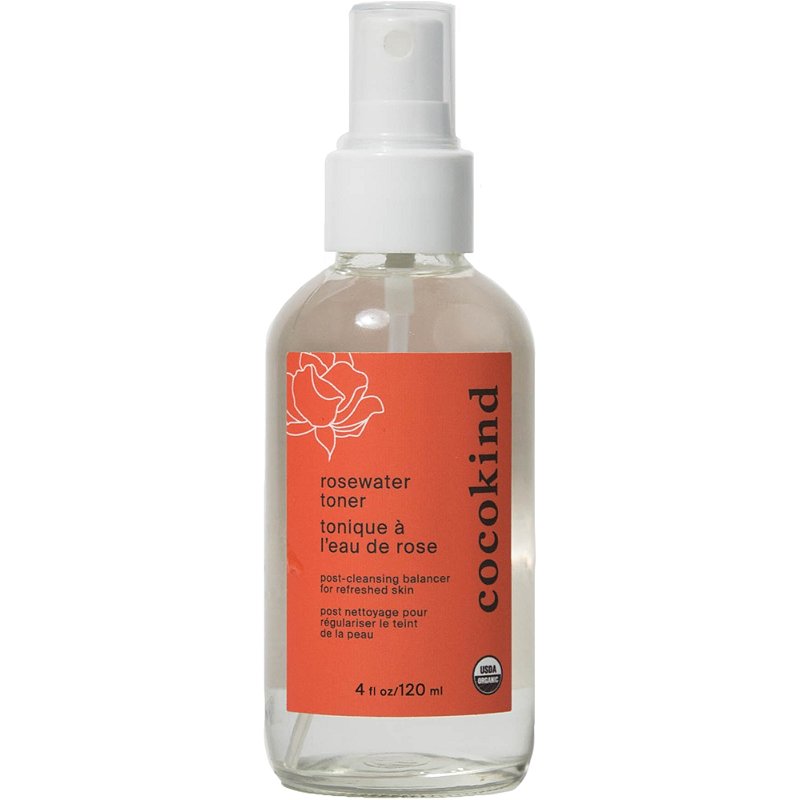 rosewater
toner
tonique à
l'eau de rose
post-cleansing balancer
for refreshed skin
post nettoyage pour
régulariser le teint
de la peau
4 fl oz/120 ml
cocokind
USDA
ORGANIC